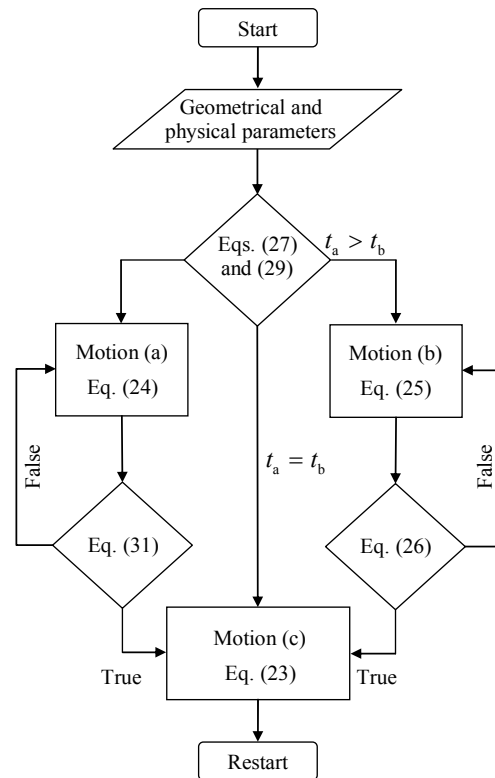 Start
Geometrical and
physical parameters
Eqs. (27)
and (29)
t_a > t_b
Motion (a)
Eq. (24)
Motion (b)
Eq. (25)
False
t_a = t_b
False
Eq. (31)
Eq. (26)
Motion (c)
Eq. (23)
True
True
Restart